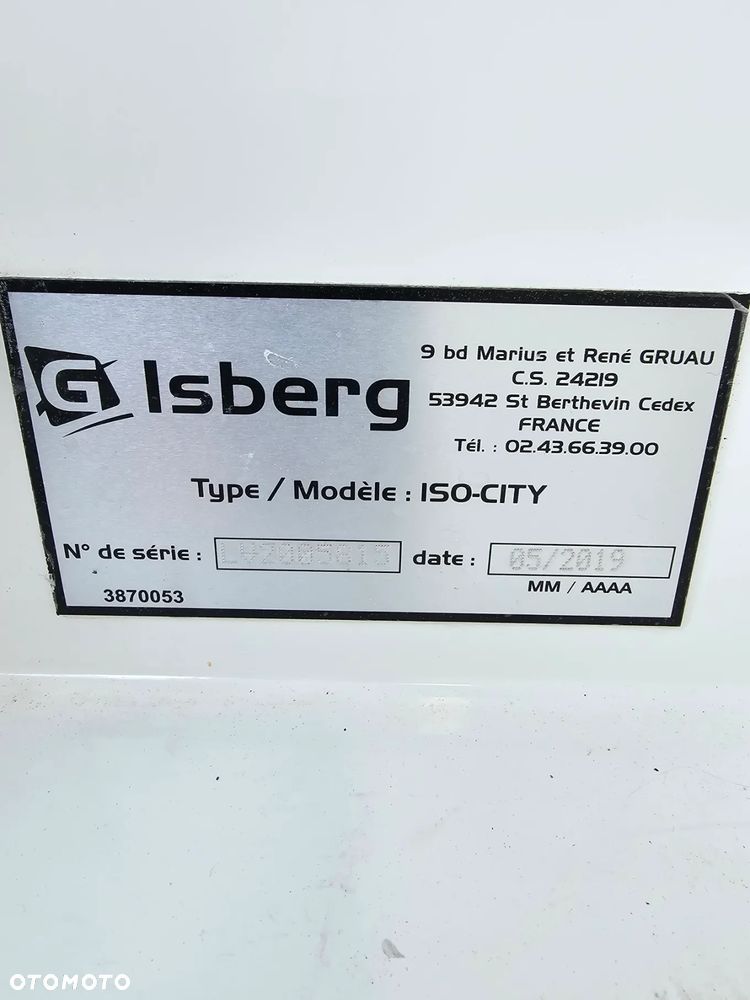 G Isberg
9 bd Marius et René GRUAU
C.S. 24219
53942 St Berthevin Cedex
FRANCE
Tél. : 02.43.66.39.00
Type / Modèle : ISO-CITY
N° de série : LV2005615 date : 05/2019
MM / AAAA
3870053
OTOMOTO